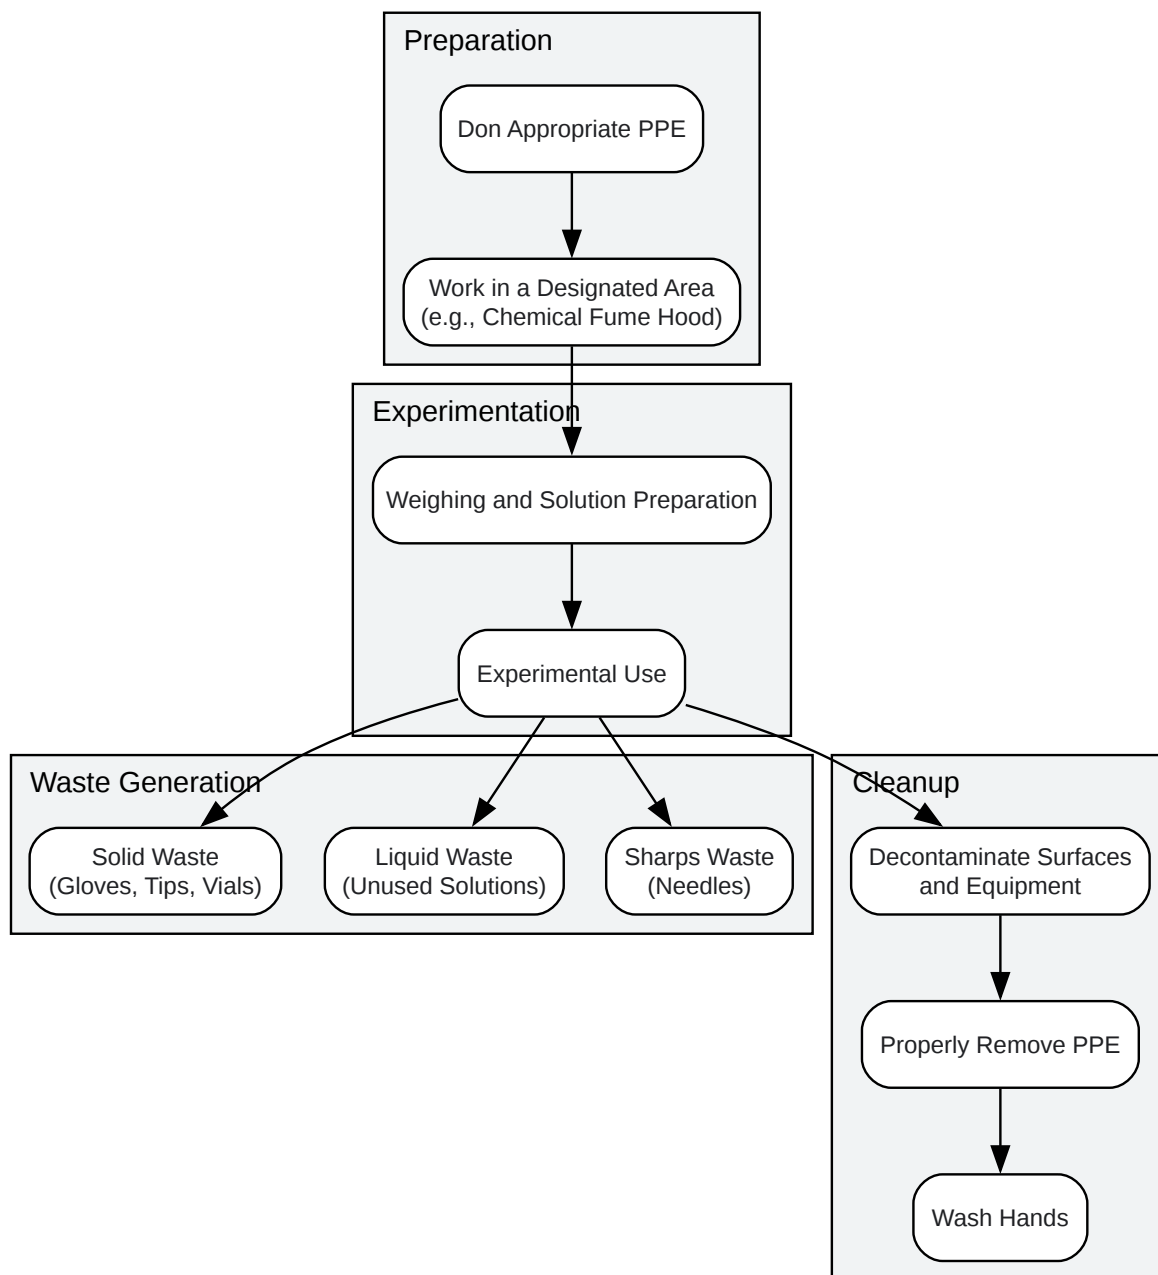 Preparation
Don Appropriate PPE
Work in a Designated Area
(e.g., Chemical Fume Hood)
Experimentation
Weighing and Solution Preparation
Experimental Use
Waste Generation
Solid Waste
(Gloves, Tips, Vials)
Liquid Waste
(Unused Solutions)
Sharps Waste
(Needles)
Cleanup
Decontaminate Surfaces
and Equipment
Properly Remove PPE
Wash Hands